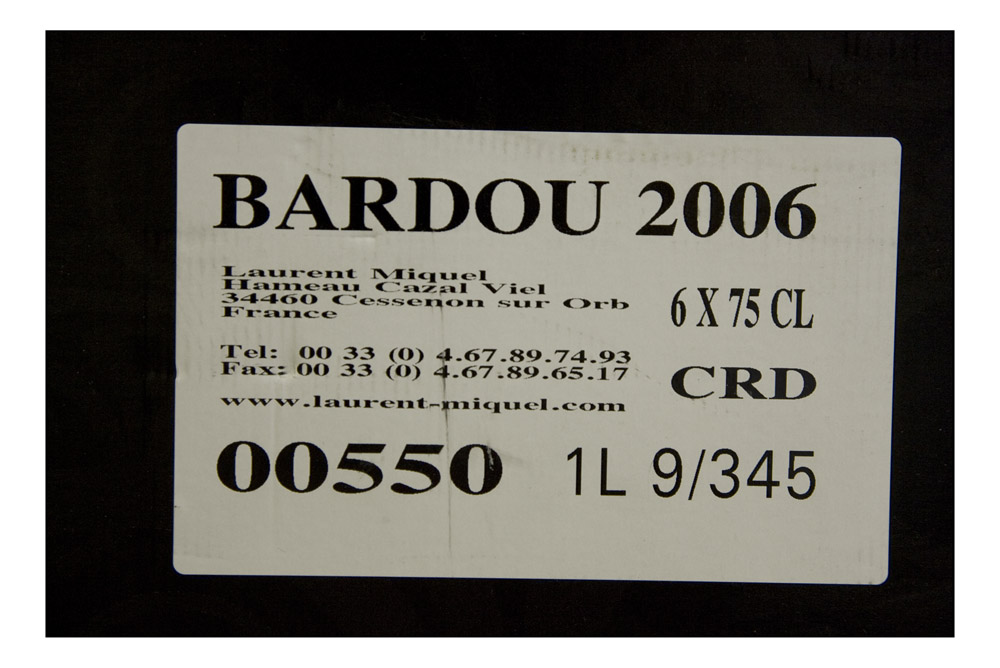 BARDOU 2006
Laurent Miquel
Hameau Cazal Viel
34460 Cessenon sur Orb
France
6 X 75 CL
Tel: 00 33 (0) 4.67.89.74.93
Fax: 00 33 (0) 4.67.89.65.17
CRD
www.laurent-miquel.com
00550 1L 9/345